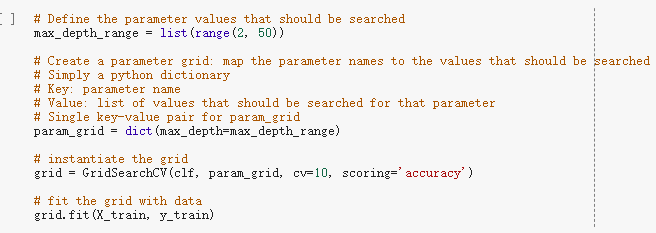 [ ] # Define the parameter values that should be searched
max_depth_range = list(range(2, 50))
# Create a parameter grid: map the parameter names to the values that should be searched
# Simply a python dictionary
# Key: parameter name
# Value: list of values that should be searched for that parameter
# Single key-value pair for param_grid
param_grid = dict(max_depth=max_depth_range)
# instantiate the grid
grid = GridSearchCV(clf, param_grid, cv=10, scoring='accuracy')
# fit the grid with data
grid.fit(X_train, y_train)